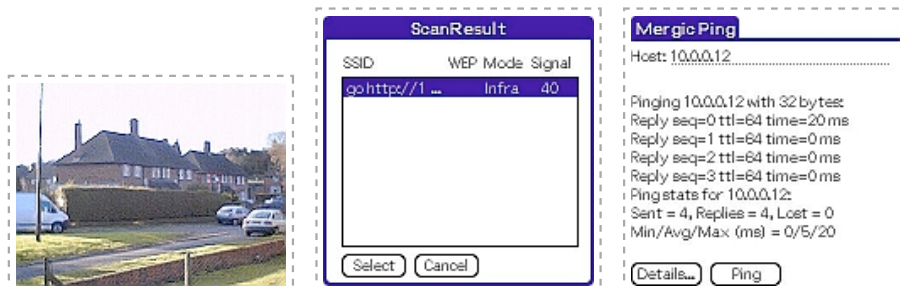 ScanResult
SSID WEP Mode Signal
gohttp://1 ... Infra 40
Select Cancel
Mergic Ping
Host: 10.0.0.12
Pinging 10.0.0.12 with 32 bytes:
Reply seq=0 ttl=64 time=20 ms
Reply seq=1 ttl=64 time=0 ms
Reply seq=2 ttl=64 time=0 ms
Reply seq=3 ttl=64 time=0 ms
Ping stats for 10.0.0.12:
Sent = 4, Replies = 4, Lost = 0
Min/Avg/Max (ms) = 0/5/20
Details... Ping